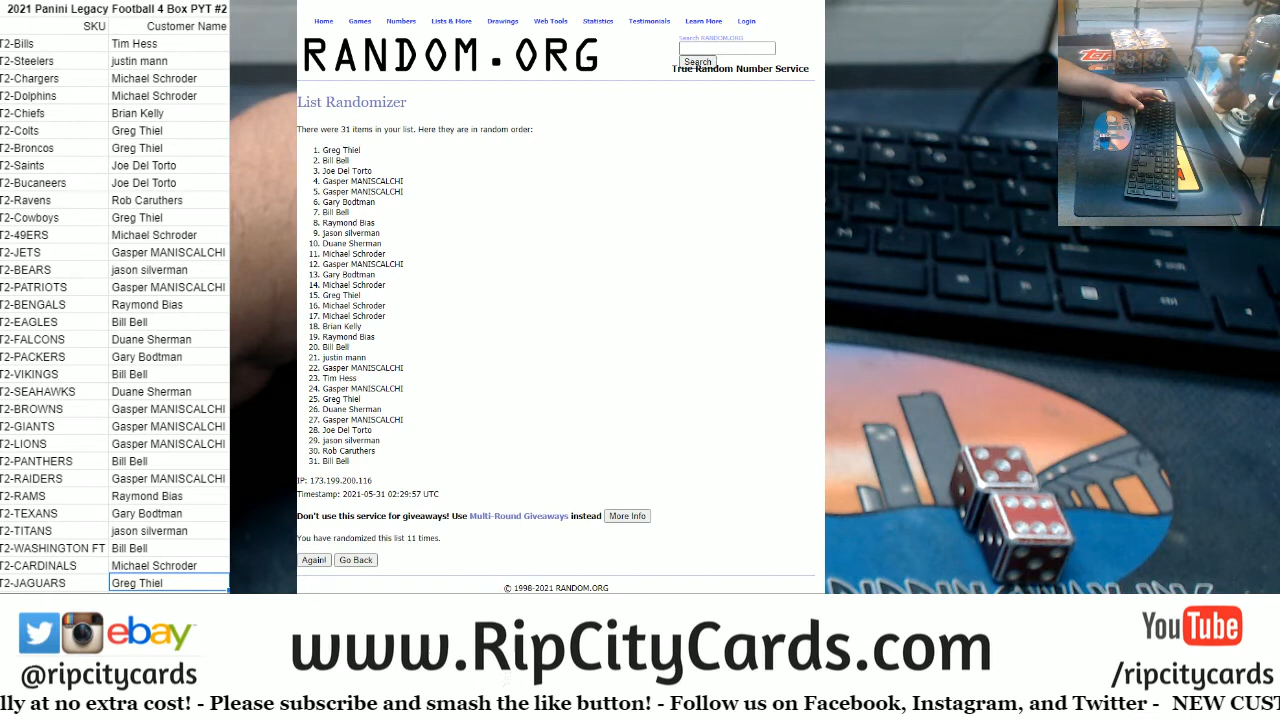 2021 Panini Legacy Football 4 Box PYT #2
SKU Customer Name
T2-Bills Tim Hess
T2-Steelers justin mann
T2-Chargers Michael Schroder
T2-Dolphins Michael Schroder
T2-Chiefs Brian Kelly
T2-Colts Greg Thiel
T2-Broncos Greg Thiel
T2-Saints Joe Del Torto
T2-Bucaneers Joe Del Torto
T2-Ravens Rob Caruthers
T2-Cowboys Greg Thiel
T2-49ERS Michael Schroder
T2-JETS Gasper MANISCALCHI
T2-BEARS jason silverman
T2-PATRIOTS Gasper MANISCALCHI
T2-BENGALS Raymond Bias
T2-EAGLES Bill Bell
T2-FALCONS Duane Sherman
T2-PACKERS Gary Bodtman
T2-VIKINGS Bill Bell
T2-SEAHAWKS Duane Sherman
T2-BROWNS Gasper MANISCALCHI
T2-GIANTS Gasper MANISCALCHI
T2-LIONS Gasper MANISCALCHI
T2-PANTHERS Bill Bell
T2-RAIDERS Gasper MANISCALCHI
T2-RAMS Raymond Bias
T2-TEXANS Gary Bodtman
T2-TITANS jason silverman
T2-WASHINGTON FT Bill Bell
T2-CARDINALS Michael Schroder
T2-JAGUARS Greg Thiel
Home Games Numbers Lists & More Drawings Web Tools Statistics Testimonials Learn More Login
RANDOM.ORG
Search RANDOM.ORG
Search
True Random Number Service
List Randomizer
There were 31 items in your list. Here they are in random order:
1. Greg Thiel
2. Bill Bell
3. Joe Del Torto
4. Gasper MANISCALCHI
5. Gasper MANISCALCHI
6. Gary Bodtman
7. Bill Bell
8. Raymond Bias
9. jason silverman
10. Duane Sherman
11. Michael Schroder
12. Gasper MANISCALCHI
13. Gary Bodtman
14. Michael Schroder
15. Greg Thiel
16. Michael Schroder
17. Michael Schroder
18. Brian Kelly
19. Raymond Bias
20. Bill Bell
21. justin mann
22. Gasper MANISCALCHI
23. Tim Hess
24. Gasper MANISCALCHI
25. Greg Thiel
26. Duane Sherman
27. Gasper MANISCALCHI
28. Joe Del Torto
29. jason silverman
30. Rob Caruthers
31. Bill Bell
IP: 173.199.200.116
Timestamp: 2021-05-31 02:29:57 UTC
Don't use this service for giveaways! Use Multi-Round Giveaways instead More Info
You have randomized this list 11 times.
Again! Go Back
© 1998-2021 RANDOM.ORG
ebay
@ripcitycards
www.RipCityCards.com
YouTube
/ripcitycards
lly at no extra cost! - Please subscribe and smash the like button! - Follow us on Facebook, Instagram, and Twitter - NEW CUST